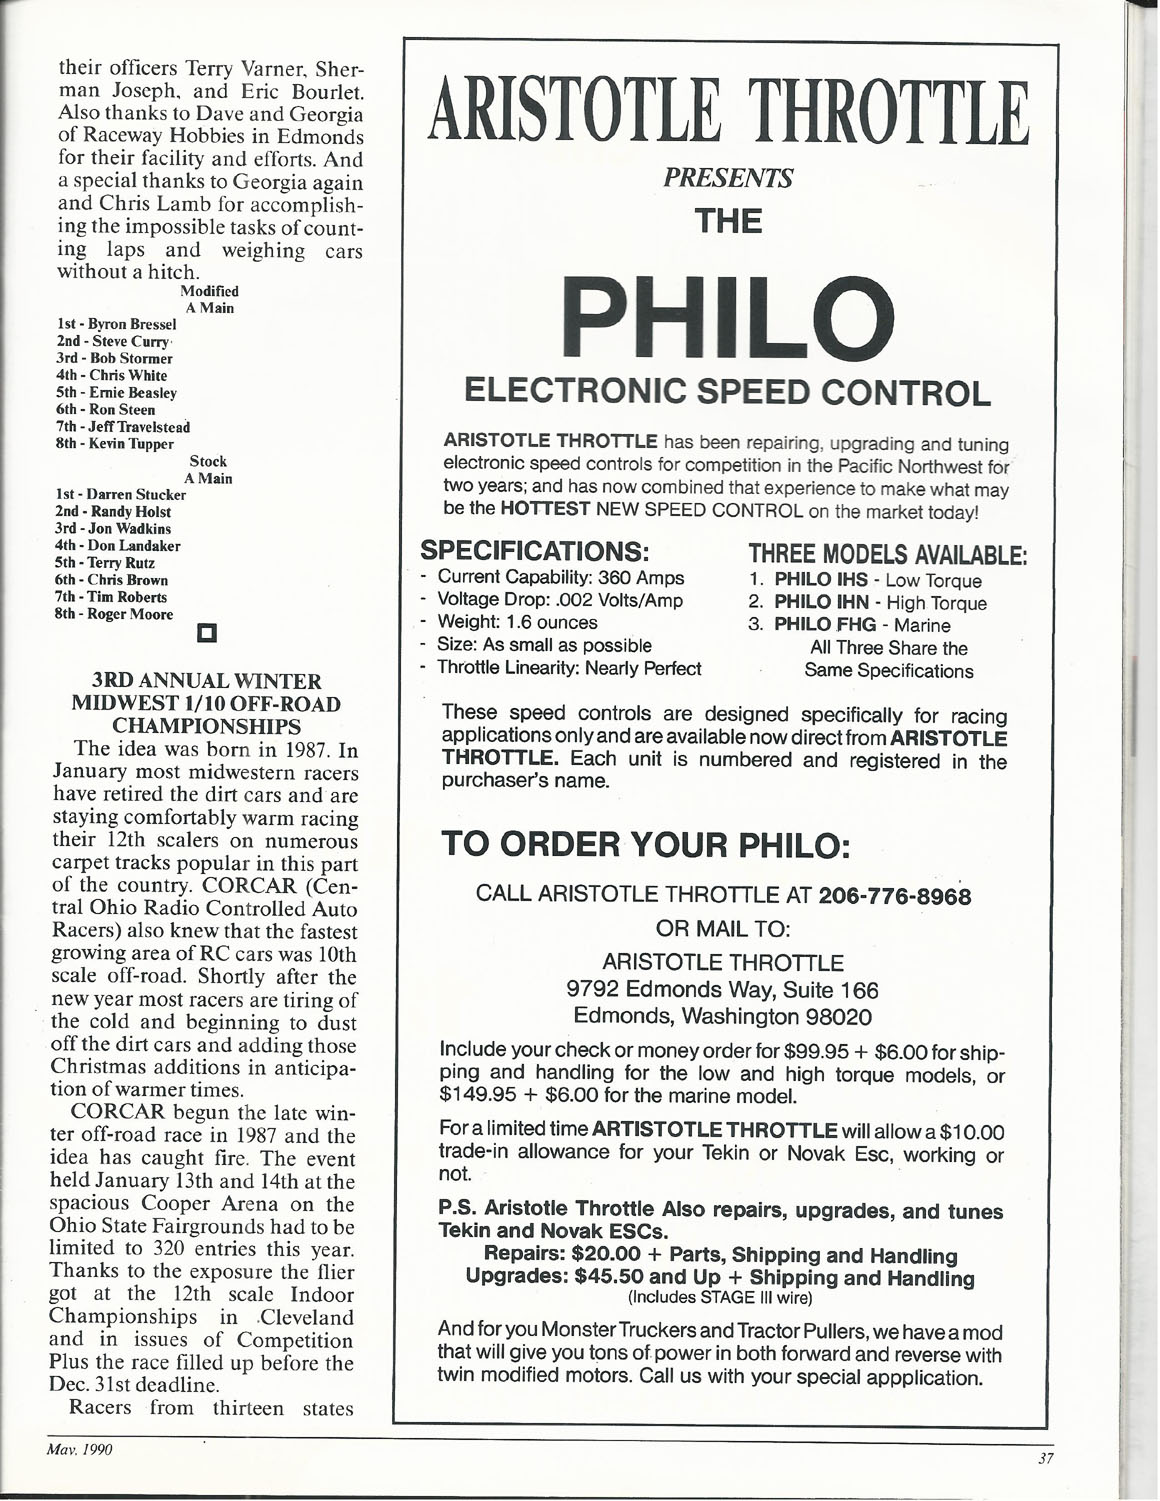 their officers Terry Varner, Sher-
man Joseph, and Eric Bourlet.
Also thanks to Dave and Georgia
of Raceway Hobbies in Edmonds
for their facility and efforts. And
a special thanks to Georgia again
and Chris Lamb for accomplish-
ing the impossible tasks of count-
ing laps and weighing cars
without a hitch.
Modified
A Main
1st - Byron Bressel
2nd - Steve Curry
3rd - Bob Stormer
4th - Chris White
5th - Ernie Beasley
6th - Ron Steen
7th - Jeff Travelstead
8th - Kevin Tupper
Stock
A Main
1st - Darren Stucker
2nd - Randy Holst
3rd - Jon Wadkins
4th - Don Landaker
5th - Terry Rutz
6th - Chris Brown
7th - Tim Roberts
8th - Roger Moore
3RD ANNUAL WINTER
MIDWEST 1/10 OFF-ROAD
CHAMPIONSHIPS
The idea was born in 1987. In
January most midwestern racers
have retired the dirt cars and are
staying comfortably warm racing
their 12th scalers on numerous
carpet tracks popular in this part
of the country. CORCAR (Cen-
tral Ohio Radio Controlled Auto
Racers) also knew that the fastest
growing area of RC cars was 10th
scale off-road. Shortly after the
new year most racers are tiring of
the cold and beginning to dust
off the dirt cars and adding those
Christmas additions in anticipa-
tion of warmer times.
CORCAR begun the late win-
ter off-road race in 1987 and the
idea has caught fire. The event
held January 13th and 14th at the
spacious Cooper Arena on the
Ohio State Fairgrounds had to be
limited to 320 entries this year.
Thanks to the exposure the flier
got at the 12th scale Indoor
Championships in Cleveland
and in issues of Competition
Plus the race filled up before the
Dec. 31st deadline.
Racers from thirteen states
ARISTOTLE THROTTLE
PRESENTS
THE
PHILO
ELECTRONIC SPEED CONTROL
ARISTOTLE THROTTLE has been repairing, upgrading and tuning
electronic speed controls for competition in the Pacific Northwest for
two years; and has now combined that experience to make what may
be the HOTTEST NEW SPEED CONTROL on the market today!
SPECIFICATIONS:
- Current Capability: 360 Amps
- Voltage Drop: .002 Volts/Amp
- Weight: 1.6 ounces
- Size: As small as possible
- Throttle Linearity: Nearly Perfect
THREE MODELS AVAILABLE:
1. PHILO IHS - Low Torque
2. PHILO IHN - High Torque
3. PHILO FHG - Marine
All Three Share the
Same Specifications
These speed controls are designed specifically for racing
applications only and are available now direct from ARISTOTLE
THROTTLE. Each unit is numbered and registered in the
purchaser's name.
TO ORDER YOUR PHILO:
CALL ARISTOTLE THROTTLE AT 206-776-8968
OR MAIL TO:
ARISTOTLE THROTTLE
9792 Edmonds Way, Suite 166
Edmonds, Washington 98020
Include your check or money order for $99.95 + $6.00 for ship-
ping and handling for the low and high torque models, or
$149.95 + $6.00 for the marine model.
For a limited time ARTISTOTLE THROTTLE will allow a $10.00
trade-in allowance for your Tekin or Novak Esc, working or
not.
P.S. Aristotle Throttle Also repairs, upgrades, and tunes
Tekin and Novak ESCs.
Repairs: $20.00 + Parts, Shipping and Handling
Upgrades: $45.50 and Up + Shipping and Handling
(Includes STAGE III wire)
And for you Monster Truckers and Tractor Pullers, we have a mod
that will give you tons of power in both forward and reverse with
twin modified motors. Call us with your special appplication.
May, 1990
37